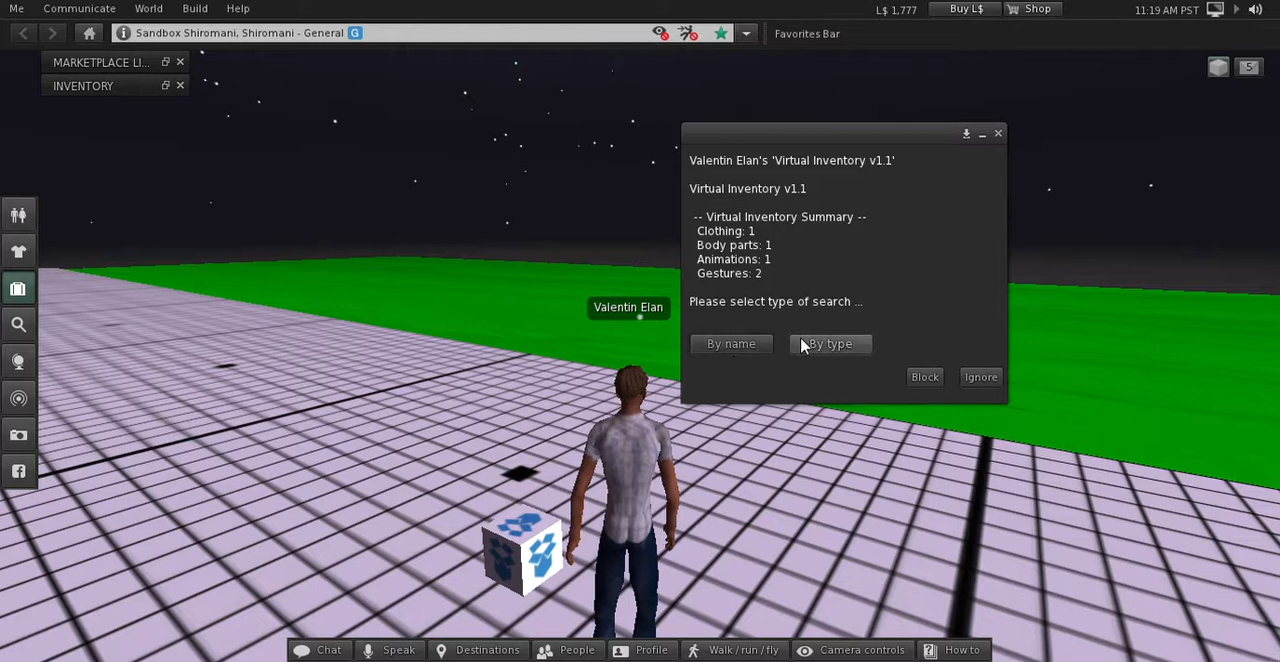 Me Communicate World Build Help
L$ 1,777 Buy L$ Shop 11:19 AM PST
Sandbox Shiromani, Shiromani - General G
Favorites Bar
MARKETPLACE LI...
INVENTORY
5
Valentin Elan's 'Virtual Inventory v1.1'
Virtual Inventory v1.1
-- Virtual Inventory Summary --
Clothing: 1
Body parts: 1
Animations: 1
Gestures: 2
Please select type of search ...
By name By type
Block Ignore
Valentin Elan
Chat Speak Destinations People Profile Walk / run / fly Camera controls How to